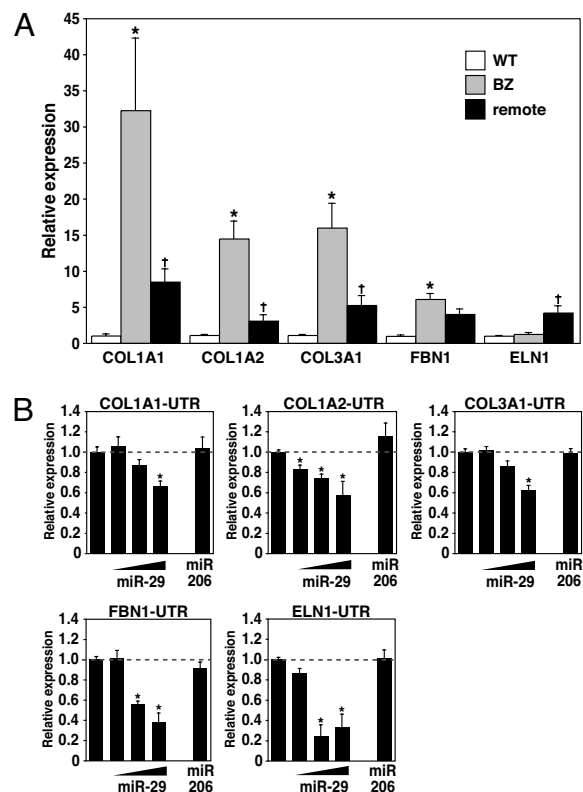 A
Relative expression
45
40
35
30
25
20
15
10
5
0
WT
BZ
remote
* † * † * † * †
COL1A1 COL1A2 COL3A1 FBN1 ELN1
B
COL1A1-UTR COL1A2-UTR COL3A1-UTR
Relative expression
1.4
1.2
1.0
0.8
0.6
0.4
0.2
0
*
miR-29
miR
206
Relative expression
1.4
1.2
1.0
0.8
0.6
0.4
0.2
0
* * *
miR-29
miR
206
Relative expression
1.4
1.2
1.0
0.8
0.6
0.4
0.2
0
*
miR-29
miR
206
FBN1-UTR ELN1-UTR
Relative expression
1.4
1.2
1.0
0.8
0.6
0.4
0.2
0
* *
miR-29
miR
206
Relative expression
1.4
1.2
1.0
0.8
0.6
0.4
0.2
0
* *
miR-29
miR
206